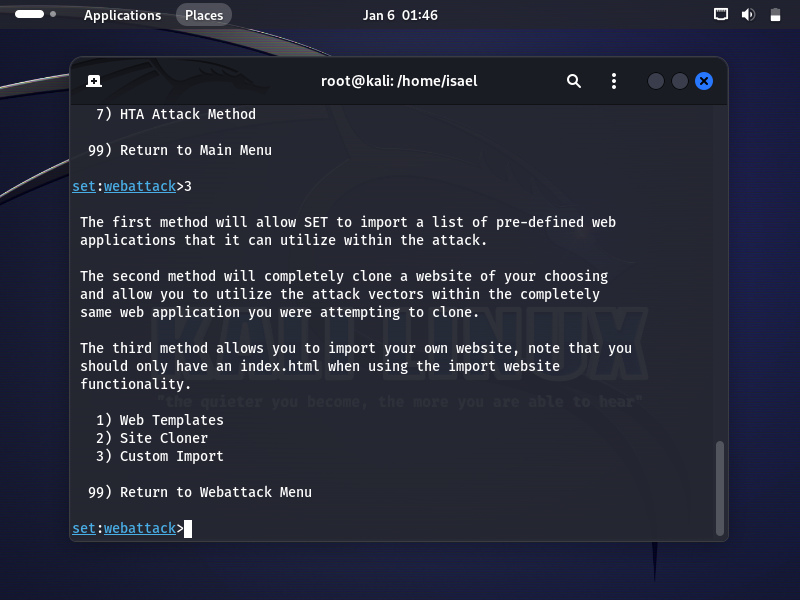 Applications Places Jan 6 01:46
root@kali: /home/isael
7) HTA Attack Method
99) Return to Main Menu
set:webattack>3
The first method will allow SET to import a list of pre-defined web
applications that it can utilize within the attack.
The second method will completely clone a website of your choosing
and allow you to utilize the attack vectors within the completely
same web application you were attempting to clone.
The third method allows you to import your own website, note that you
should only have an index.html when using the import website
functionality.
KALI LINUX
"the quieter you become, the more you are able to hear"
1) Web Templates
2) Site Cloner
3) Custom Import
99) Return to Webattack Menu
set:webattack>